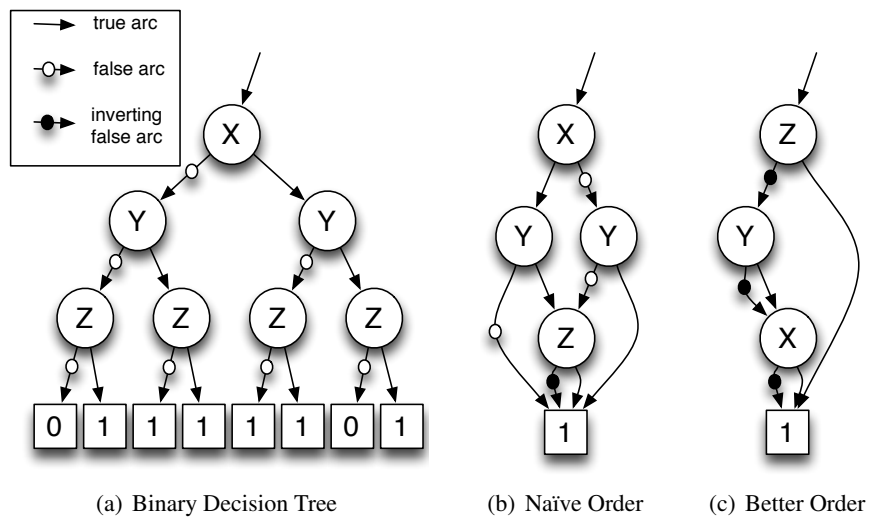 true arc
false arc
inverting
false arc
X
Y Y
Z Z Z Z
0 1 1 1 1 1 0 1
(a) Binary Decision Tree
X
Y Y
Z
1
(b) Naïve Order
Z
Y
X
1
(c) Better Order